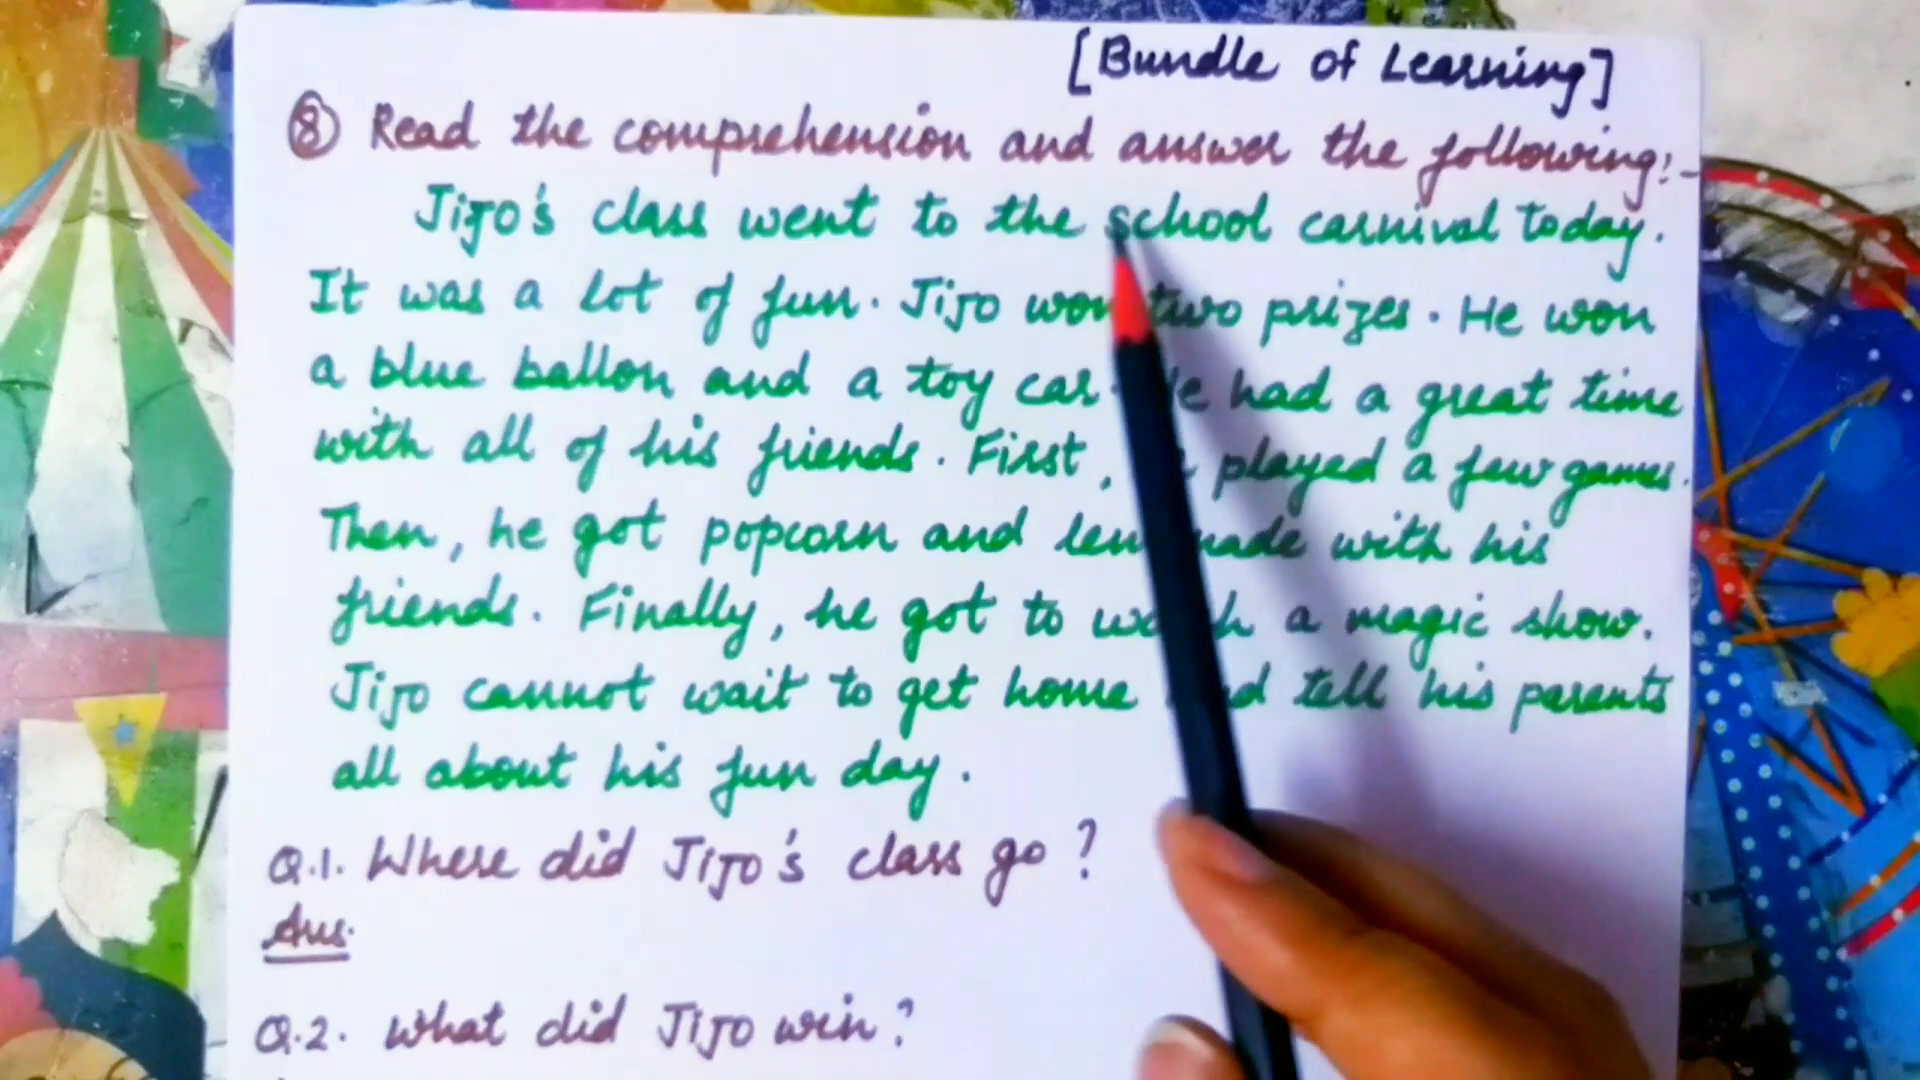 [Bundle of Learning]
⑧ Read the comprehension and answer the following:-
Jijo's class went to the school carnival today.
It was a lot of fun. Jijo won two prizes. He won
a blue ballon and a toy car. He had a great time
with all of his friends. First, played a few games.
Then, he got popcorn and lemonade with his
friends. Finally, he got to watch a magic show.
Jijo cannot wait to get home and tell his parents
all about his fun day.
Q.1. Where did Jijo's class go?
Ans.
Q.2. What did Jijo win?